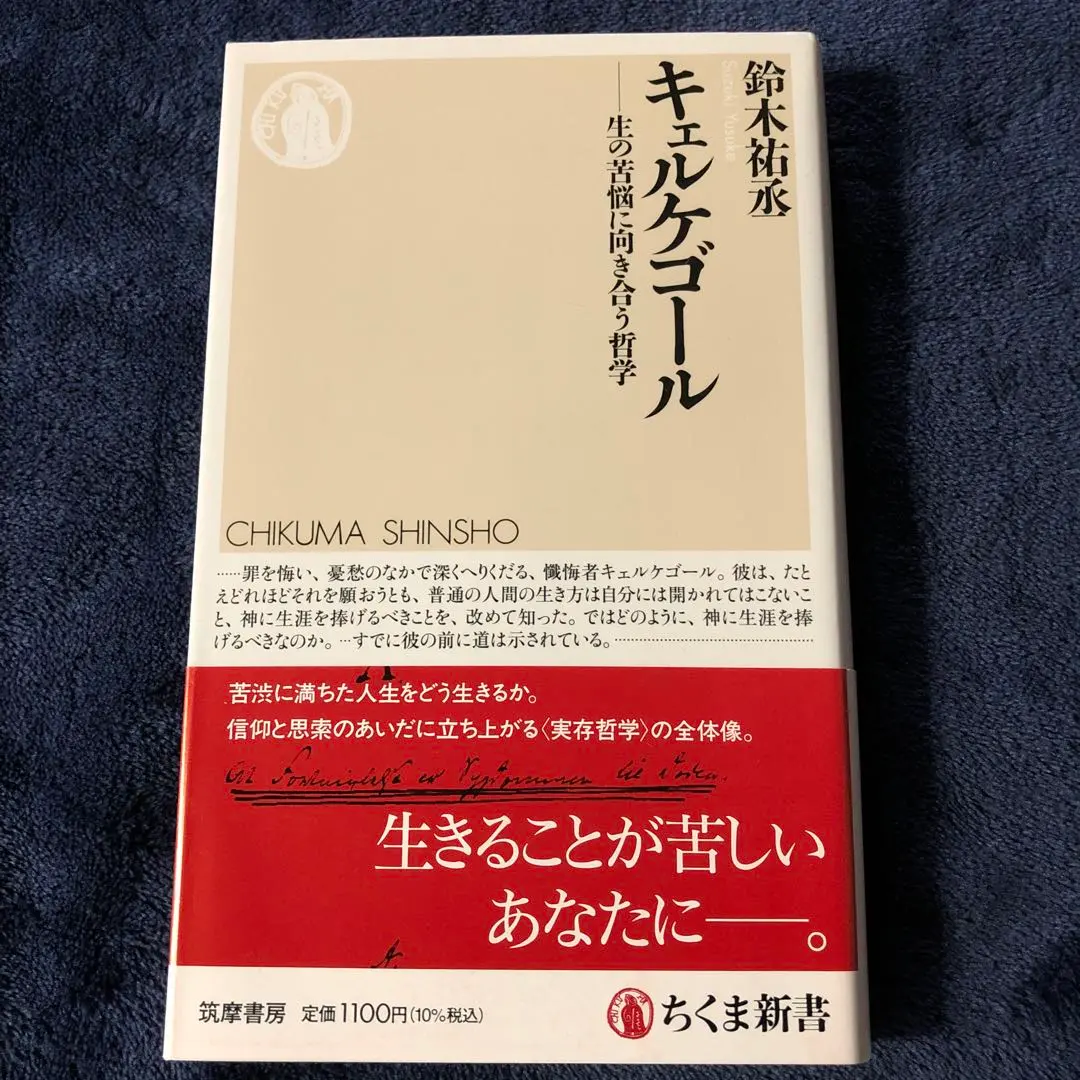 鈴木祐丞
Suzuki Yusuke
キェルケゴール
――生の苦悩に向き合う哲学
CHIKUMA SHINSHO
……罪を悔い、憂愁のなかで深くへりくだる、懺悔者キェルケゴール。彼は、たと
えどれほどそれを願おうとも、普通の人間の生き方は自分には開かれてはこないこ
と、神に生涯を捧げるべきことを、改めて知った。ではどのように、神に生涯を捧
げるべきなのか。…すでに彼の前に道は示されている。……………………
苦渋に満ちた人生をどう生きるか。
信仰と思索のあいだに立ち上がる〈実存哲学〉の全体像。
生きることが苦しい
あなたに――。
筑摩書房 定価1100円(10%税込)
ちくま新書